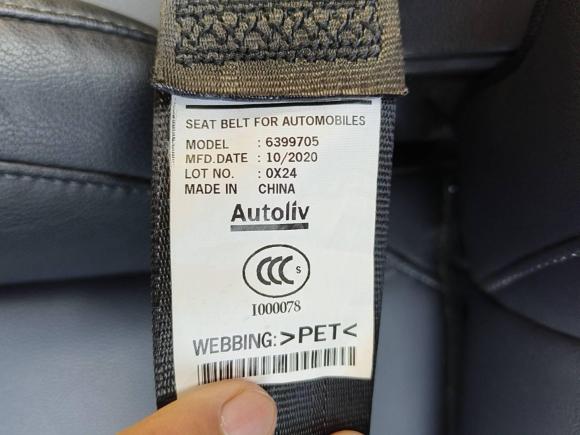 SEAT BELT FOR AUTOMOBILES
MODEL : 6399705
MFD.DATE : 10/2020
LOT NO. : 0X24
MADE IN CHINA
Autoliv
CCC S
I000078
WEBBING:>PET<